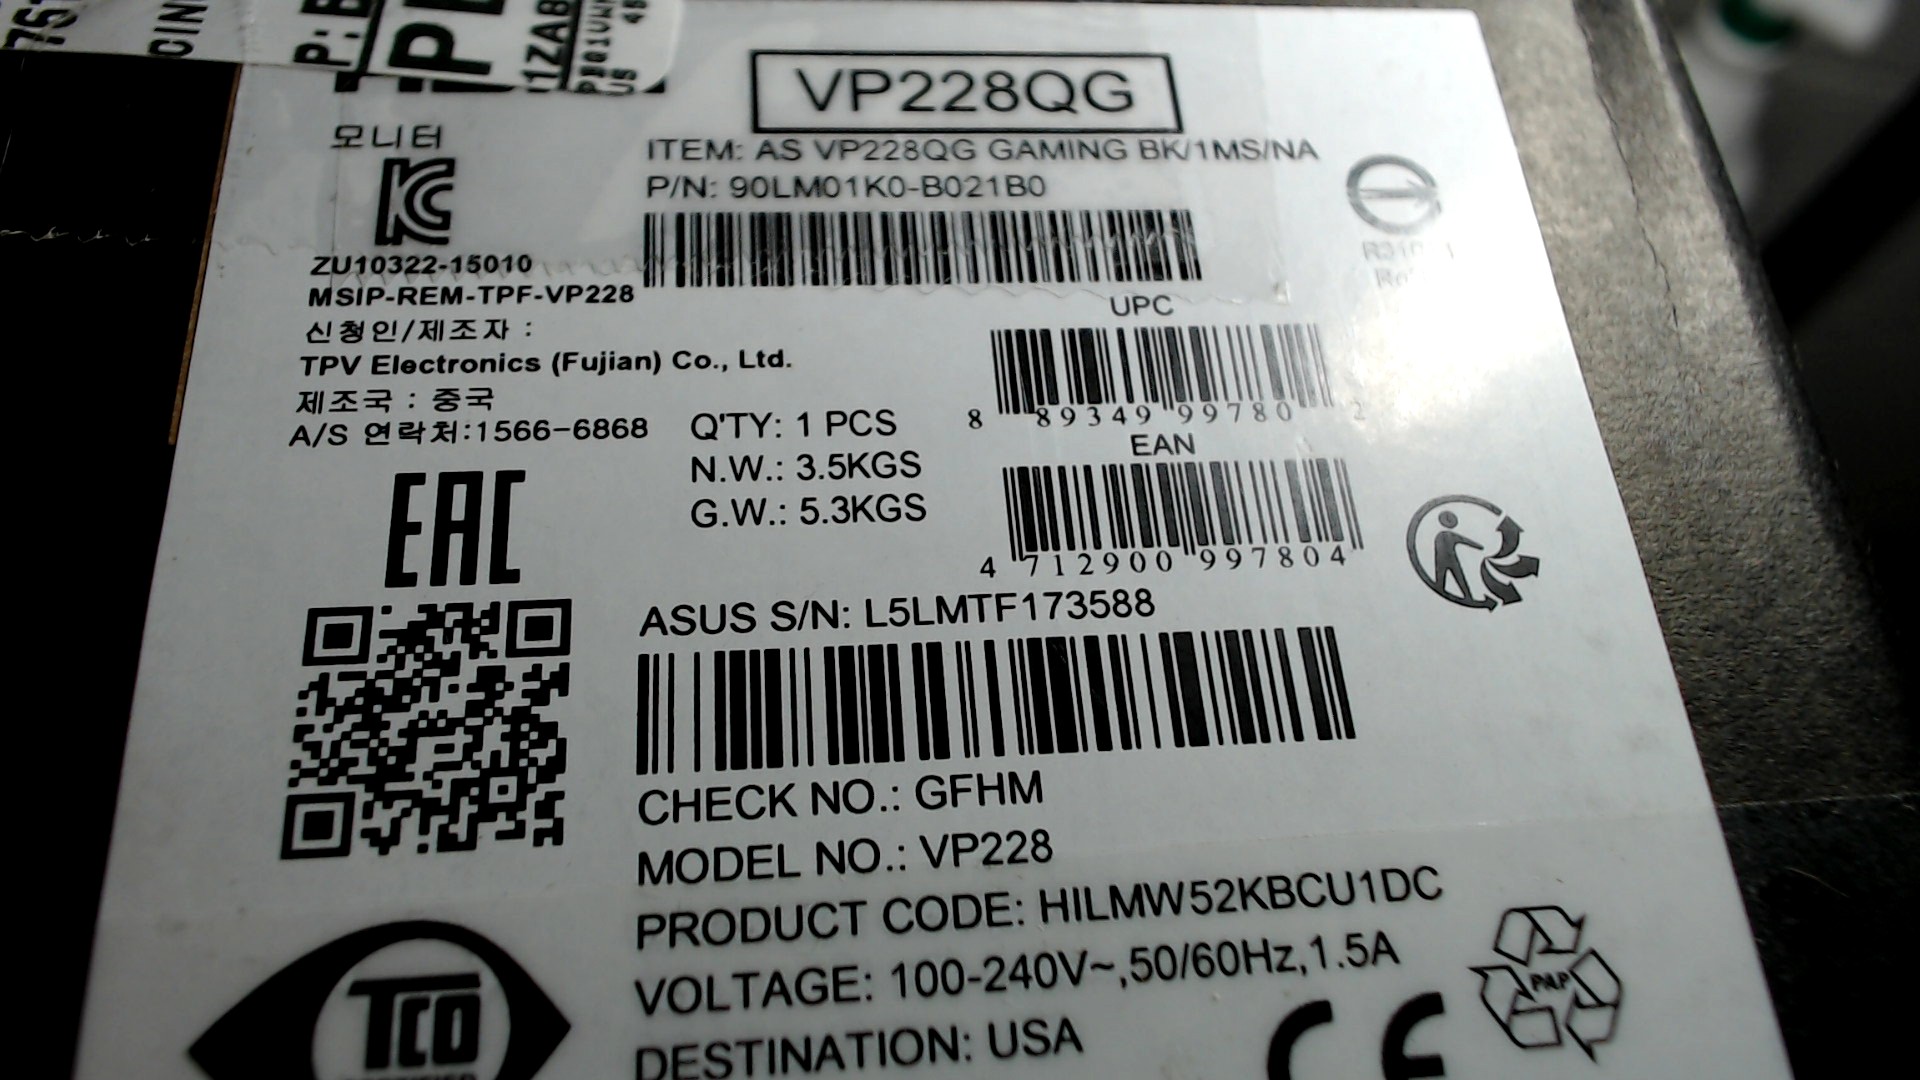 VP228QG
모니터
ITEM: AS VP228QG GAMING BK/1MS/NA
P/N: 90LM01K0-B021B0
ZU10322-15010
MSIP-REM-TPF-VP228
신청인/제조자 :
TPV Electronics (Fujian) Co., Ltd.
제조국 : 중국
A/S 연락처:1566-6868
Q'TY: 1 PCS
N.W.: 3.5KGS
G.W.: 5.3KGS
UPC
8 89349 99780 2
EAN
4 712900 997804
EAC
ASUS S/N: L5LMTF173588
CHECK NO.: GFHM
MODEL NO.: VP228
PRODUCT CODE: HILMW52KBCU1DC
VOLTAGE: 100-240V~,50/60Hz,1.5A
DESTINATION: USA
TCO
PAP
CE